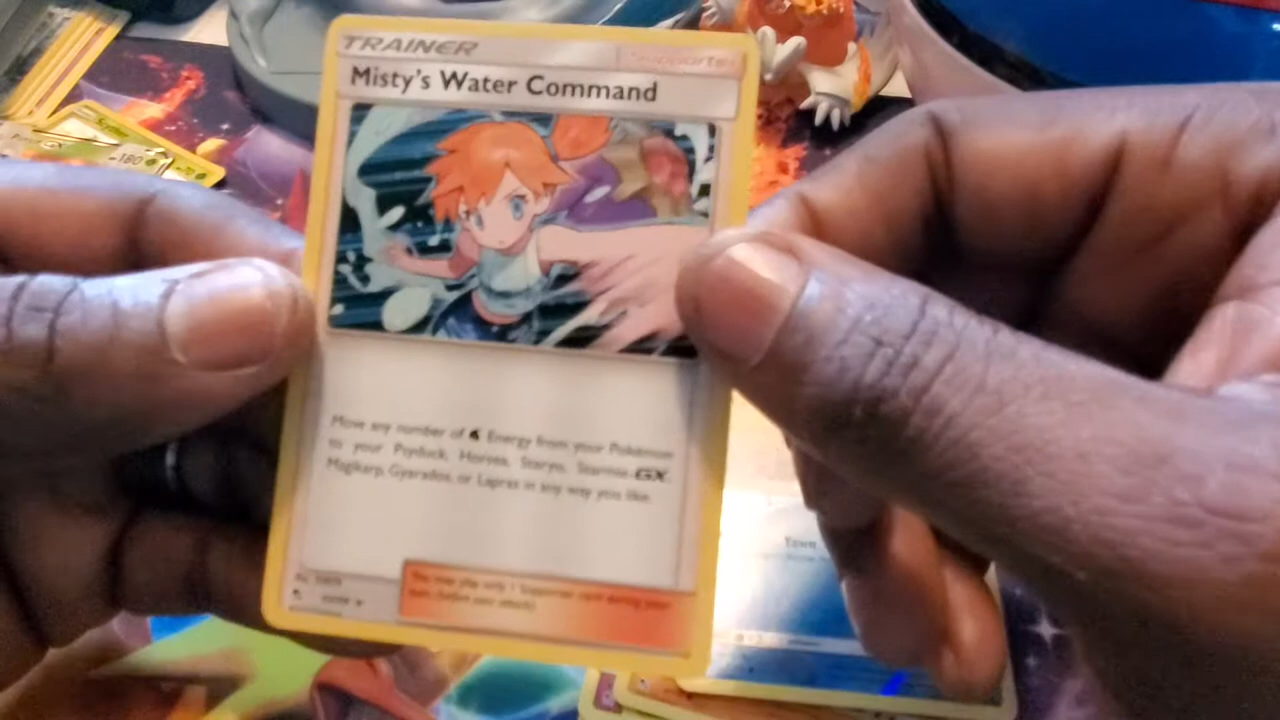 TRAINER
Supporter
Misty's Water Command
Move any number of Energy from your Pokémon
to your Psyduck, Horsea, Staryu, Starmie-GX,
Magikarp, Gyarados, or Lapras in any way you like.
You may play only 1 Supporter card during your
turn (before your attack).
-180
Yawn